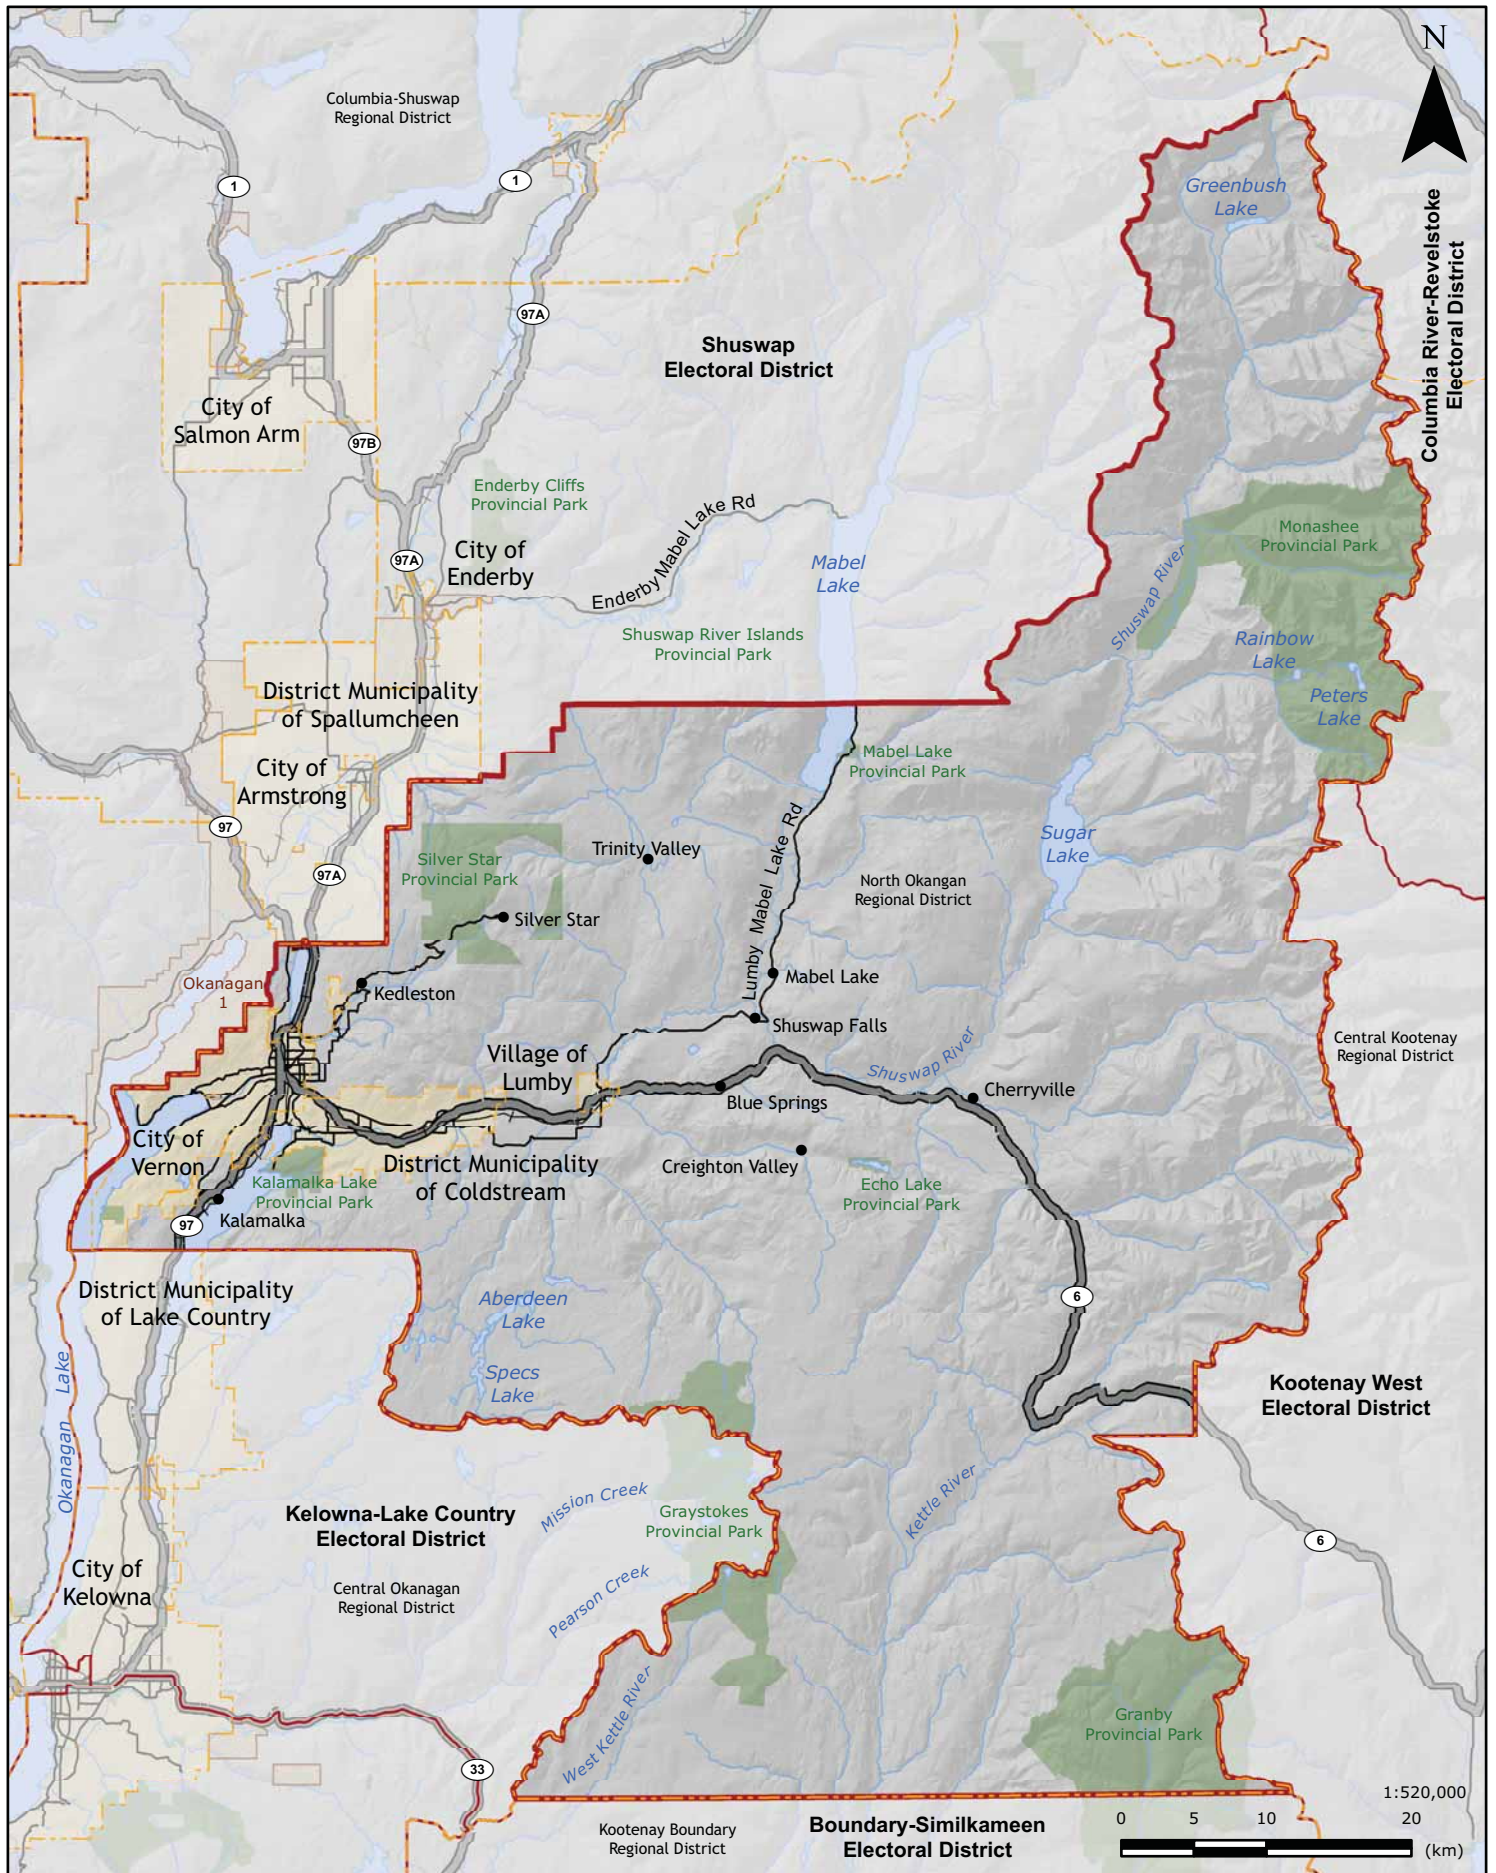 N
Columbia-Shuswap
Regional District
1
1
Greenbush
Lake
Columbia River-Revelstoke
Electoral District
97A
Shuswap
Electoral District
City of
Salmon Arm
97B
Enderby Cliffs
Provincial Park
Enderby Mabel Lake Rd
Monashee
Provincial Park
97A
City of
Enderby
Mabel
Lake
Shuswap River
Shuswap River Islands
Provincial Park
Rainbow
Lake
Peters
Lake
District Municipality
of Spallumcheen
Mabel Lake
Provincial Park
City of
Armstrong
97
97A
Silver Star
Provincial Park
Trinity Valley
Lumby Mabel Lake Rd
Sugar
Lake
North Okangan
Regional District
Silver Star
Okanagan
1
Kedleston
Mabel Lake
Shuswap Falls
Central Kootenay
Regional District
Village of
Lumby
Shuswap River
Blue Springs
Cherryville
City of
Vernon
District Municipality
of Coldstream
Creighton Valley
Kalamalka Lake
Provincial Park
Echo Lake
Provincial Park
97
Kalamalka
District Municipality
of Lake Country
Aberdeen
Lake
6
Okanagan Lake
Specs
Lake
Kootenay West
Electoral District
Mission Creek
Kettle River
Kelowna-Lake Country
Electoral District
Graystokes
Provincial Park
6
City of
Kelowna
Central Okanagan
Regional District
Pearson Creek
West Kettle River
Granby
Provincial Park
33
1:520,000
0 5 10 20
(km)
Kootenay Boundary
Regional District
Boundary-Similkameen
Electoral District